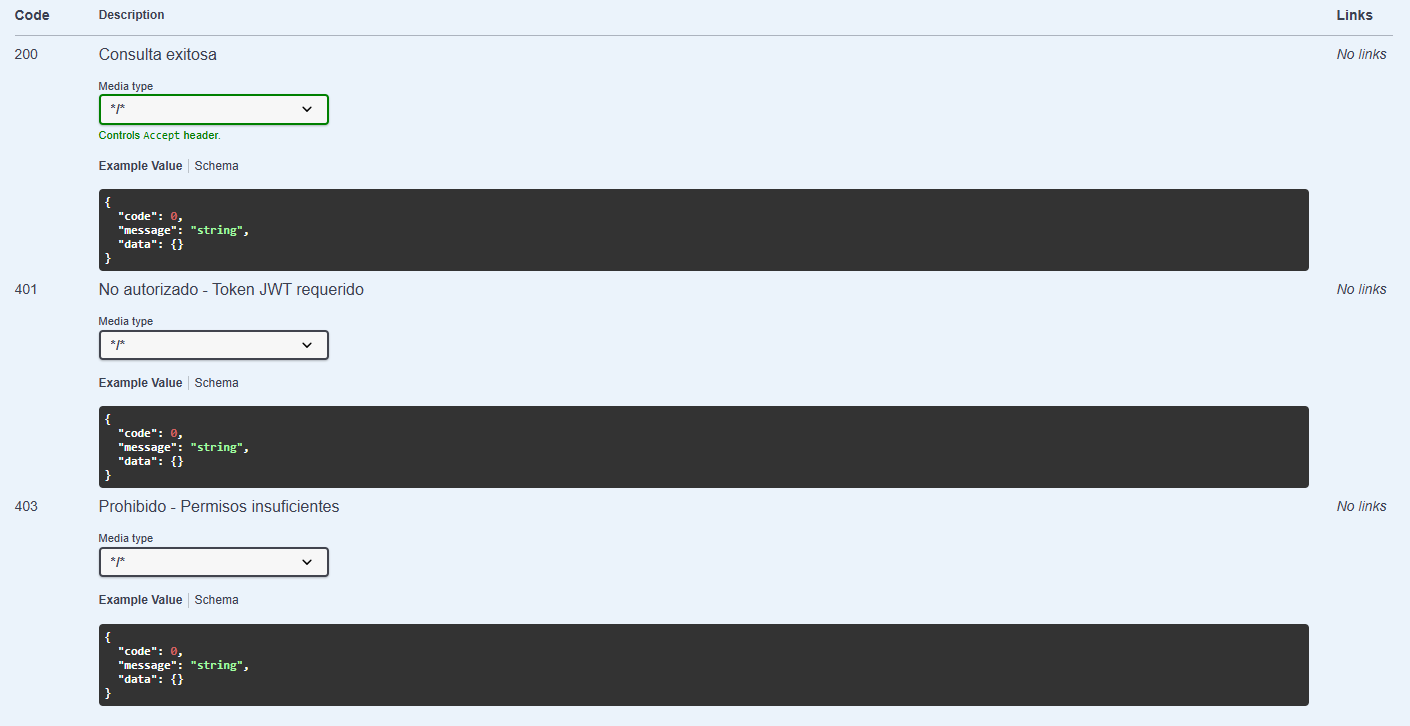 Code Description Links
200 Consulta exitosa No links
Media type
*/*
Controls Accept header.
Example Value Schema
{
"code": 0,
"message": "string",
"data": {}
}
401 No autorizado - Token JWT requerido No links
Media type
*/*
Example Value Schema
{
"code": 0,
"message": "string",
"data": {}
}
403 Prohibido - Permisos insuficientes No links
Media type
*/*
Example Value Schema
{
"code": 0,
"message": "string",
"data": {}
}